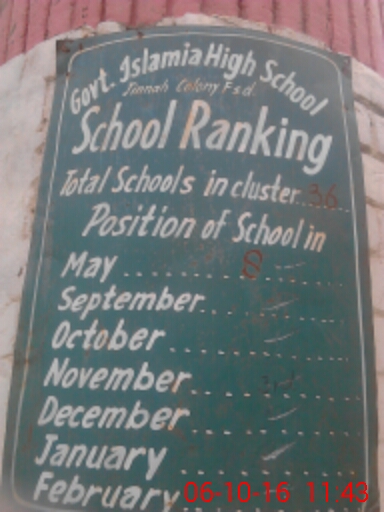 Govt. Islamia High School
Jinnah Colony Fsd.
School Ranking
Total Schools in cluster 36
Position of School in
May ........ 8
September........
October........
November........
December........
January........
February........
06-10-16 11:43